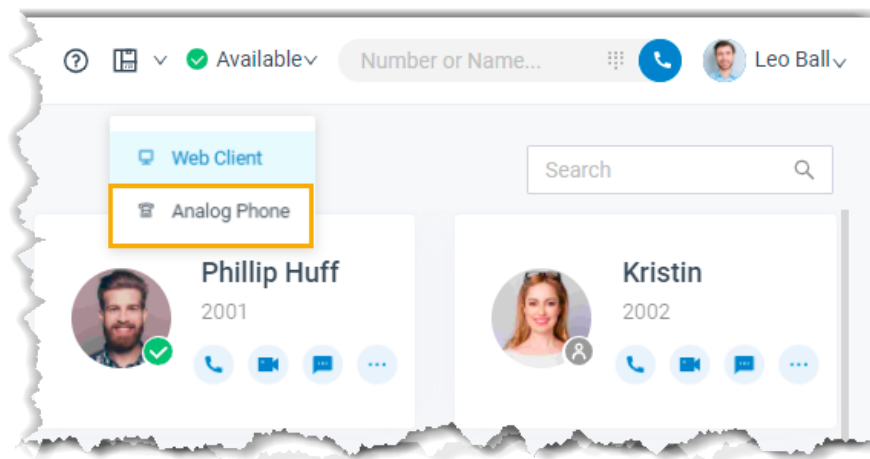 Available
Number or Name...
Leo Ball
Web Client
Search
Analog Phone
Phillip Huff
2001
Kristin
2002